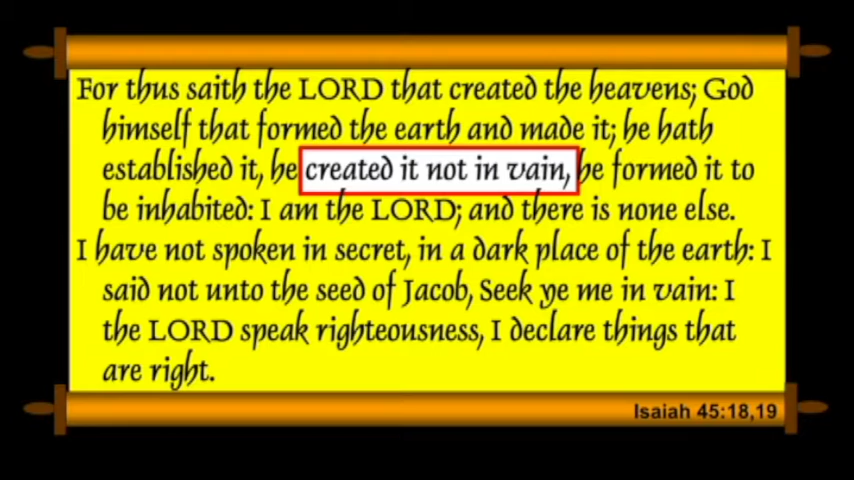 For thus saith the LORD that created the heavens; God
himself that formed the earth and made it; he hath
established it, he created it not in vain, he formed it to
be inhabited: I am the LORD; and there is none else.
I have not spoken in secret, in a dark place of the earth: I
said not unto the seed of Jacob, Seek ye me in vain: I
the LORD speak righteousness, I declare things that
are right.
Isaiah 45:18,19